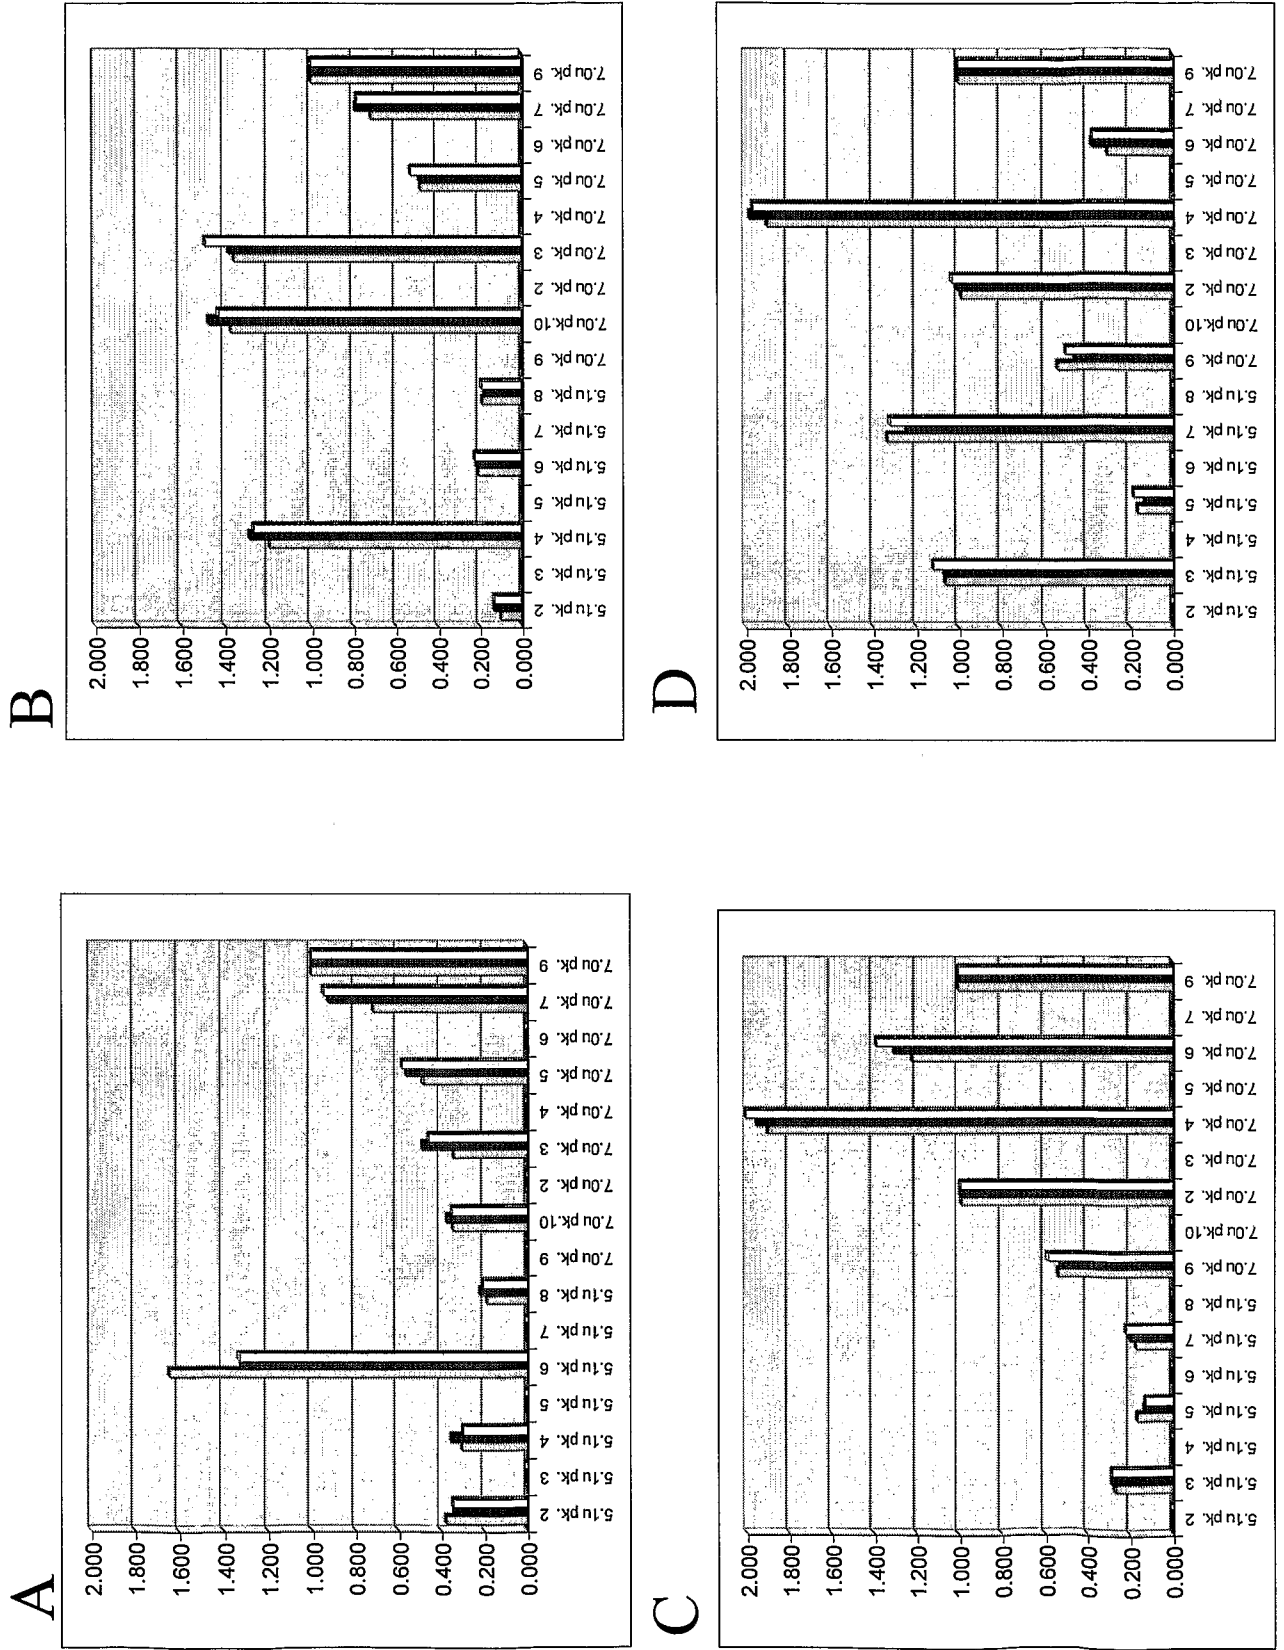 A
2.000
1.800
1.600
1.400
1.200
1.000
0.800
0.600
0.400
0.200
0.000
5.1u pk. 2
5.1u pk. 3
5.1u pk. 4
5.1u pk. 5
5.1u pk. 6
5.1u pk. 7
5.1u pk. 8
7.0u pk. 9
7.0u pk.10
7.0u pk. 2
7.0u pk. 3
7.0u pk. 4
7.0u pk. 5
7.0u pk. 6
7.0u pk. 7
7.0u pk. 9
B
2.000
1.800
1.600
1.400
1.200
1.000
0.800
0.600
0.400
0.200
0.000
5.1u pk. 2
5.1u pk. 3
5.1u pk. 4
5.1u pk. 5
5.1u pk. 6
5.1u pk. 7
5.1u pk. 8
7.0u pk. 9
7.0u pk.10
7.0u pk. 2
7.0u pk. 3
7.0u pk. 4
7.0u pk. 5
7.0u pk. 6
7.0u pk. 7
7.0u pk. 9
C
2.000
1.800
1.600
1.400
1.200
1.000
0.800
0.600
0.400
0.200
0.000
5.1u pk. 2
5.1u pk. 3
5.1u pk. 4
5.1u pk. 5
5.1u pk. 6
5.1u pk. 7
5.1u pk. 8
7.0u pk. 9
7.0u pk.10
7.0u pk. 2
7.0u pk. 3
7.0u pk. 4
7.0u pk. 5
7.0u pk. 6
7.0u pk. 7
7.0u pk. 9
D
2.000
1.800
1.600
1.400
1.200
1.000
0.800
0.600
0.400
0.200
0.000
5.1u pk. 2
5.1u pk. 3
5.1u pk. 4
5.1u pk. 5
5.1u pk. 6
5.1u pk. 7
5.1u pk. 8
7.0u pk. 9
7.0u pk.10
7.0u pk. 2
7.0u pk. 3
7.0u pk. 4
7.0u pk. 5
7.0u pk. 6
7.0u pk. 7
7.0u pk. 9